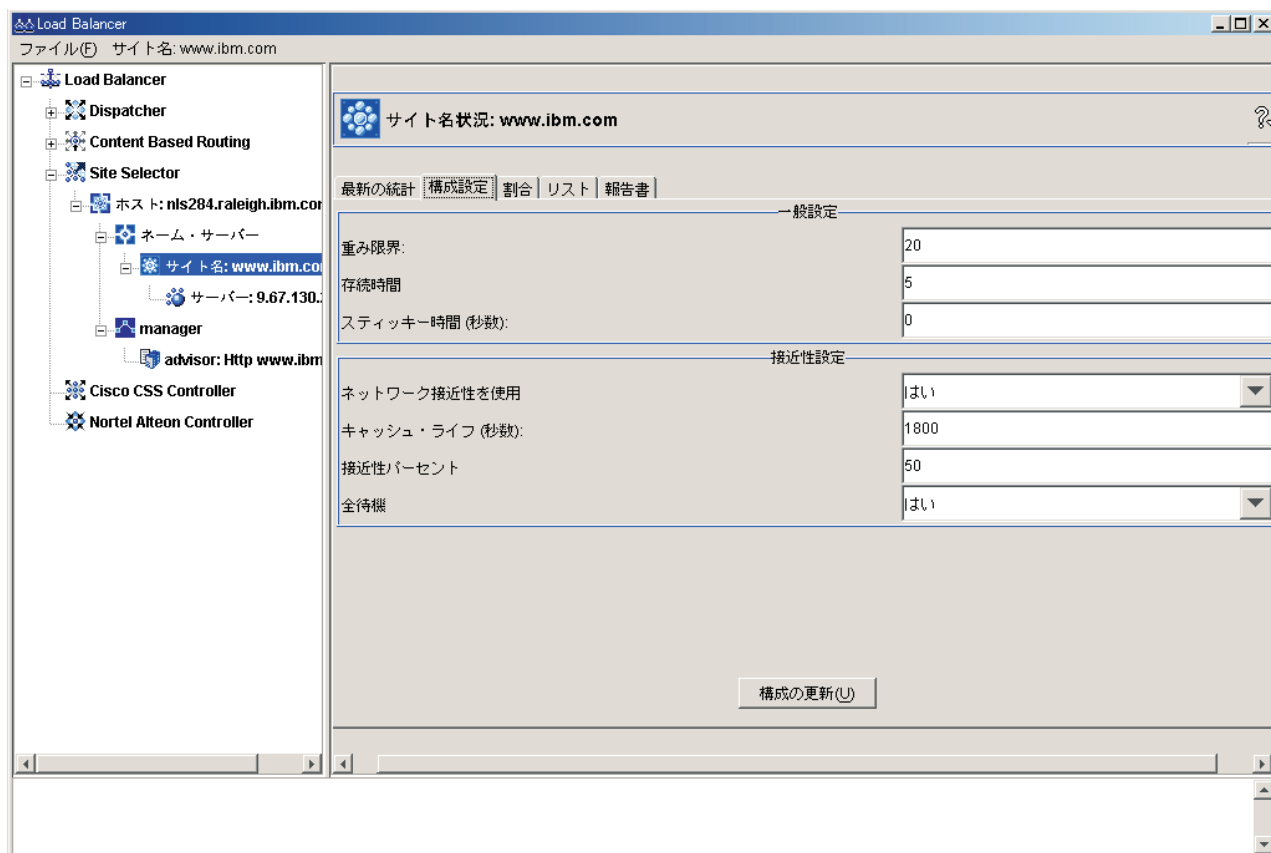 Load Balancer
ファイル(F) サイト名: www.ibm.com
Load Balancer
Dispatcher
Content Based Routing
Site Selector
ホスト: nls284.raleigh.ibm.cor
ネーム・サーバー
サイト名: www.ibm.co
サーバー: 9.67.130.
manager
advisor: Http www.ibm
Cisco CSS Controller
Nortel Alteon Controller
サイト名状況: www.ibm.com
最新の統計 構成設定 割合 リスト 報告書
一般設定
重み限界: 20
存続時間 5
スティッキー時間 (秒数): 0
接近性設定
ネットワーク接近性を使用 はい
キャッシュ・ライフ (秒数): 1800
接近性パーセント 50
全待機 はい
構成の更新(U)